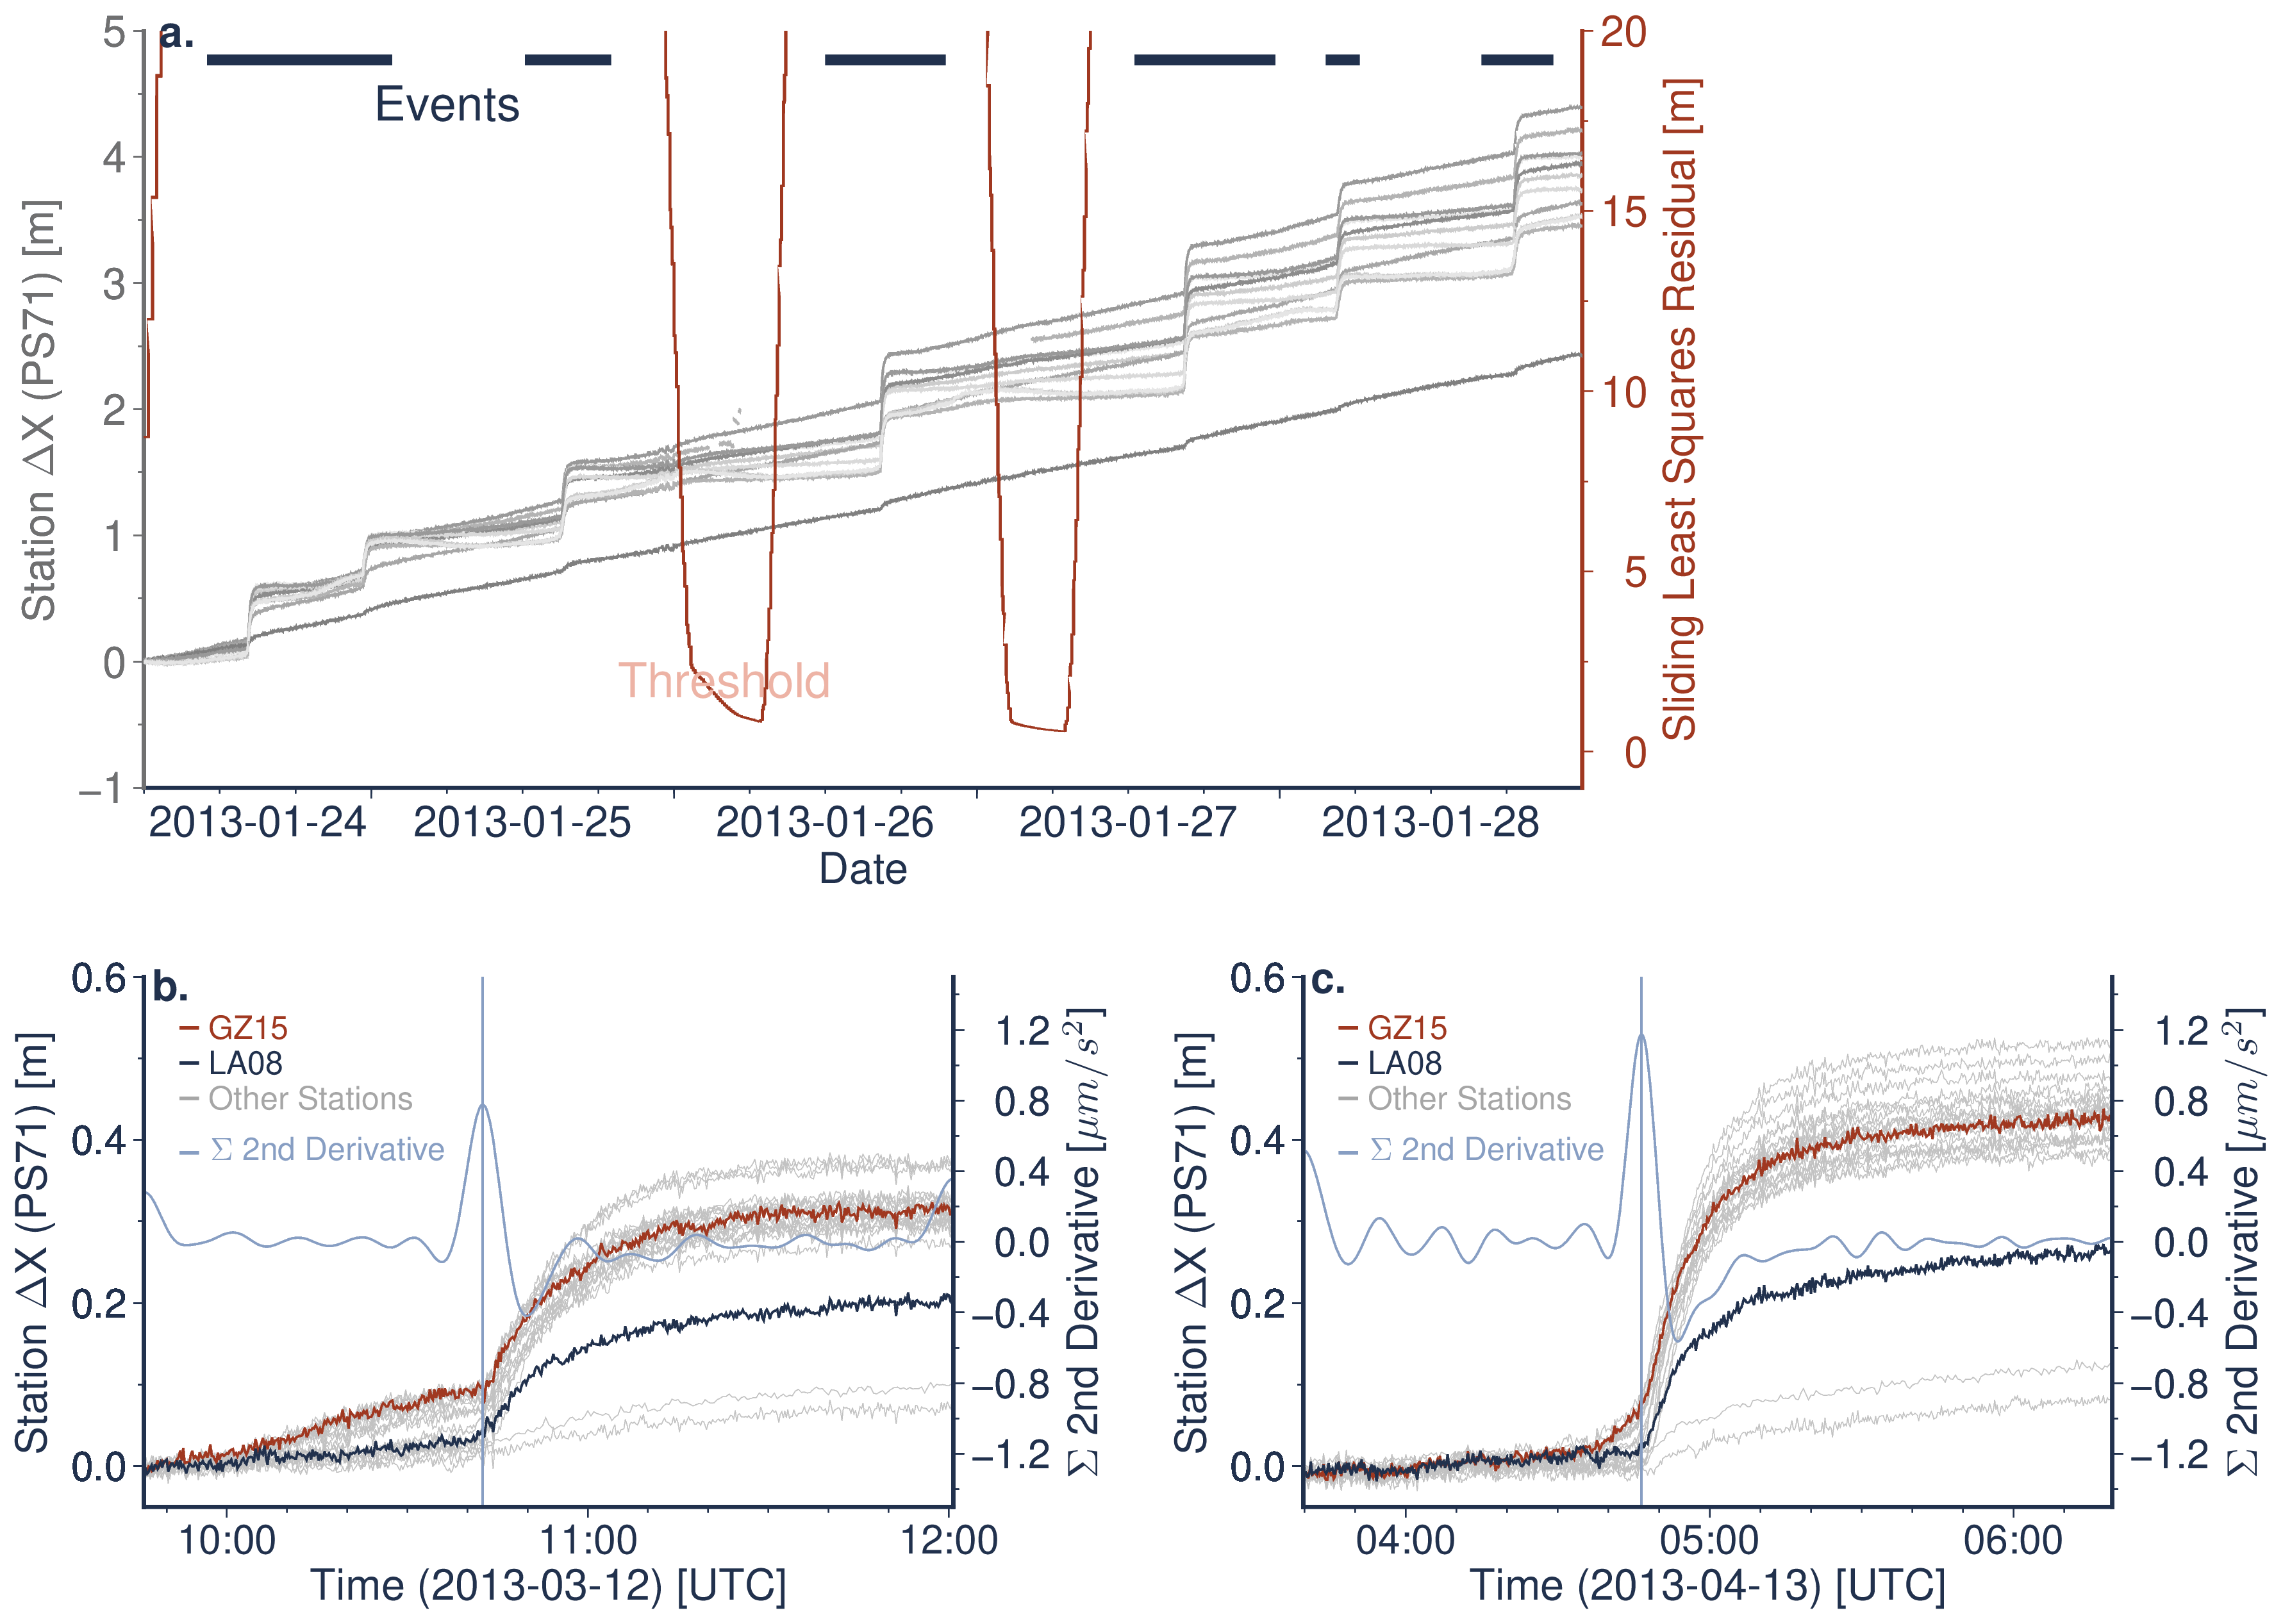 a.
Events
Threshold
5
4
3
2
1
0
−1
Station ΔX (PS71) [m]
20
15
10
5
0
Sliding Least Squares Residual [m]
2013-01-24 2013-01-25 2013-01-26 2013-01-27 2013-01-28
Date
b.
GZ15
LA08
Other Stations
Σ 2nd Derivative
0.6
0.4
0.2
0.0
Station ΔX (PS71) [m]
1.2
0.8
0.4
0.0
−0.4
−0.8
−1.2
Σ 2nd Derivative [μm/s²]
10:00 11:00 12:00
Time (2013-03-12) [UTC]
c.
GZ15
LA08
Other Stations
Σ 2nd Derivative
0.6
0.4
0.2
0.0
Station ΔX (PS71) [m]
1.2
0.8
0.4
0.0
−0.4
−0.8
−1.2
Σ 2nd Derivative [μm/s²]
04:00 05:00 06:00
Time (2013-04-13) [UTC]